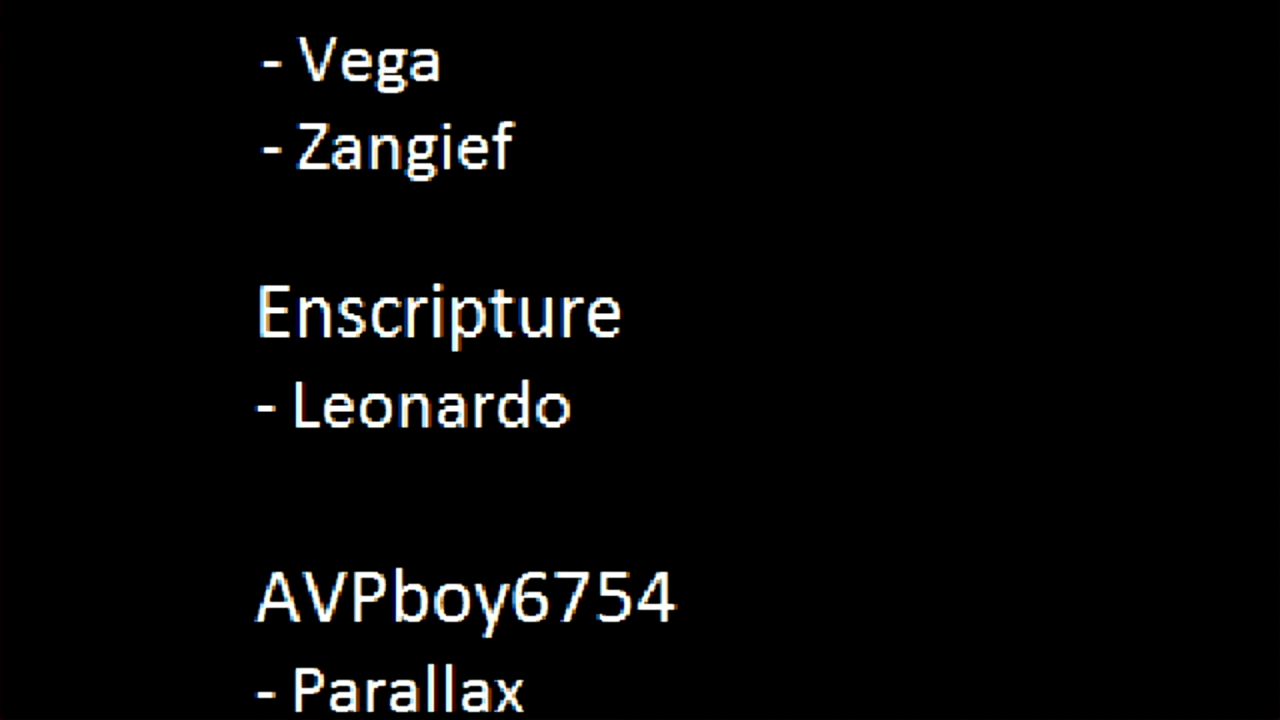 - Vega
- Zangief
Enscripture
- Leonardo
AVPboy6754
- Parallax